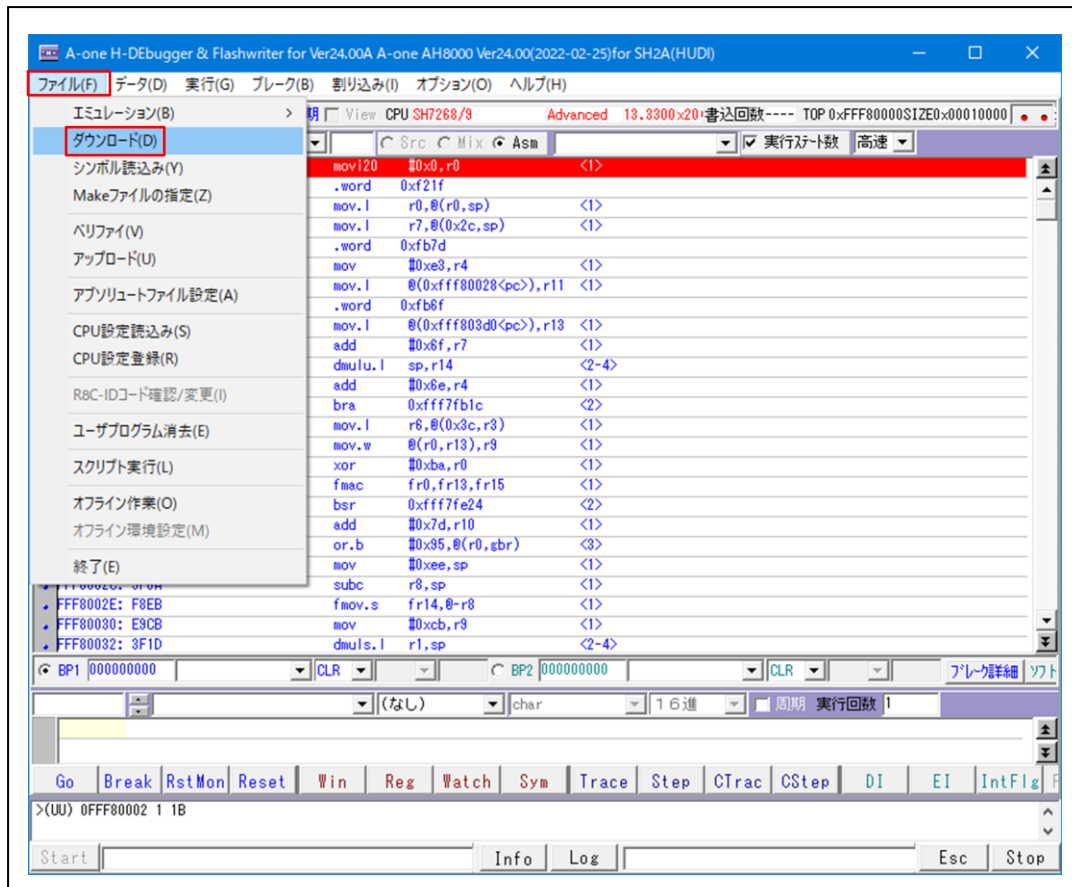 A-one H-DEbugger & Flashwriter for Ver24.00A A-one AH8000 Ver24.00(2022-02-25)for SH2A(HUDI)
ファイル(F) データ(D) 実行(G) ブレーク(B) 割り込み(I) オプション(O) ヘルプ(H)
エミュレーション(B) >
期 View CPU SH7268/9 Advanced 13.3300x20 書込回数---- TOP 0xFFF80000SIZE0x00010000
ダウンロード(D)
Src Mix Asm 実行ステート数 高速
シンボル読込み(Y)
Makeファイルの指定(Z)
ベリファイ(V)
アップロード(U)
アブソリュートファイル設定(A)
CPU設定読込み(S)
CPU設定登録(R)
R8C-IDコード確認/変更(I)
ユーザプログラム消去(E)
スクリプト実行(L)
オフライン作業(O)
オフライン環境設定(M)
終了(E)
movi20 #0x0,r0 <1>
.word 0xf21f
mov.l r0,@(r0,sp) <1>
mov.l r7,@(0x2c,sp) <1>
.word 0xfb7d
mov #0xe3,r4 <1>
mov.l @(0xfff80028<pc>),r11 <1>
.word 0xfb6f
mov.l @(0xfff803d0<pc>),r13 <1>
add #0x6f,r7 <1>
dmulu.l sp,r14 <2-4>
add #0x6e,r4 <1>
bra 0xfff7fb1c <2>
mov.l r6,@(0x3c,r3) <1>
mov.w @(r0,r13),r9 <1>
xor #0xba,r0 <1>
fmac fr0,fr13,fr15 <1>
bsr 0xfff7fe24 <2>
add #0x7d,r10 <1>
or.b #0x95,@(r0,gbr) <3>
mov #0xee,sp <1>
subc r8,sp <1>
FFF8002E: F8EB fmov.s fr14,@-r8 <1>
FFF80030: E9CB mov #0xcb,r9 <1>
FFF80032: 3F1D dmuls.l r1,sp <2-4>
BP1 000000000 CLR BP2 000000000 CLR ブレーク詳細 ソフト
(なし) char 16進 周期 実行回数 1
Go Break RstMon Reset Win Reg Watch Sym Trace Step CTrac CStep DI EI IntFlg
>(UU) 0FFF80002 1 1B
Start Info Log Esc Stop